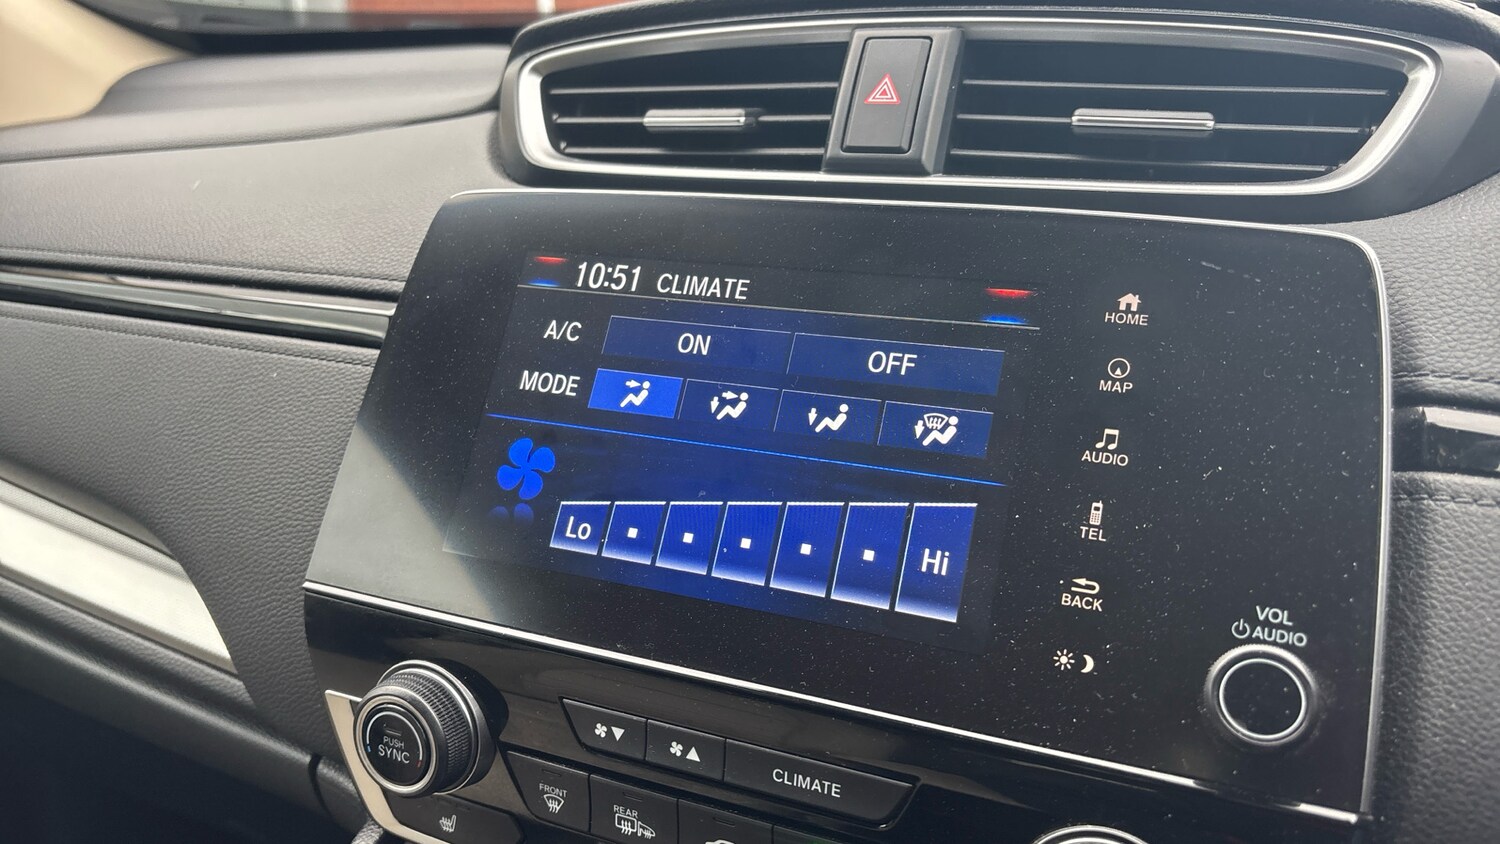 10:51 CLIMATE
A/C ON OFF
MODE
Lo Hi
HOME
MAP
AUDIO
TEL
BACK
VOL
AUDIO
PUSH
SYNC
CLIMATE
FRONT
REAR